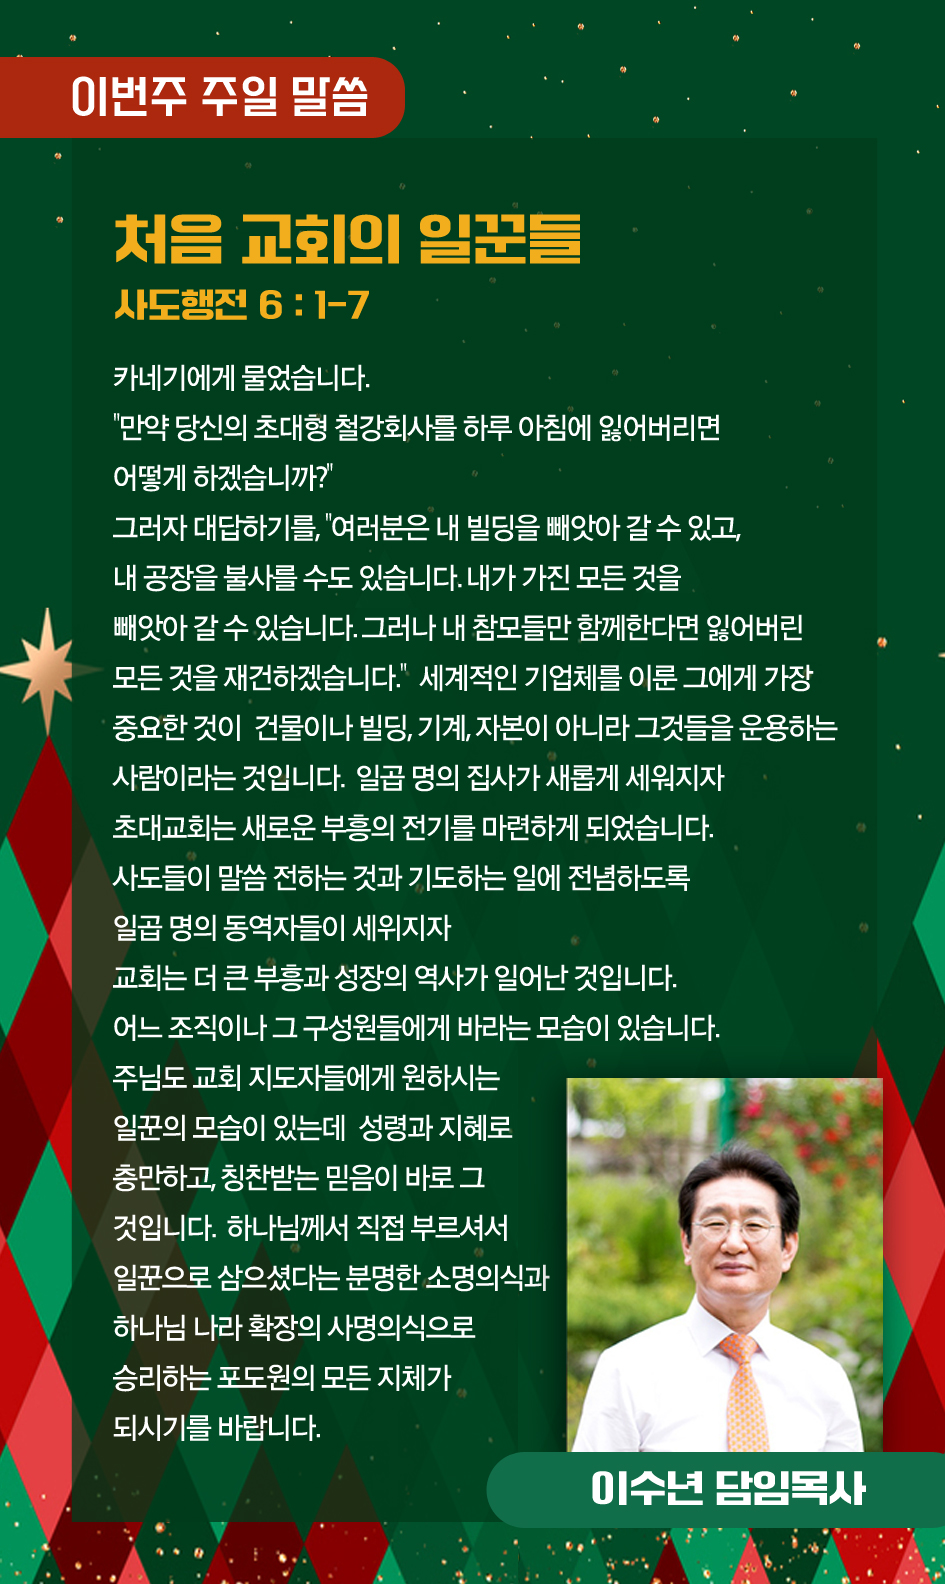 이번주 주일 말씀
처음 교회의 일꾼들
사도행전 6 : 1-7
카네기에게 물었습니다.
"만약 당신의 초대형 철강회사를 하루 아침에 잃어버리면
어떻게 하겠습니까?"
그러자 대답하기를, "여러분은 내 빌딩을 빼앗아 갈 수 있고,
내 공장을 불사를 수도 있습니다. 내가 가진 모든 것을
빼앗아 갈 수 있습니다. 그러나 내 참모들만 함께한다면 잃어버린
모든 것을 재건하겠습니다." 세계적인 기업체를 이룬 그에게 가장
중요한 것이 건물이나 빌딩, 기계, 자본이 아니라 그것들을 운용하는
사람이라는 것입니다. 일곱 명의 집사가 새롭게 세워지자
초대교회는 새로운 부흥의 전기를 마련하게 되었습니다.
사도들이 말씀 전하는 것과 기도하는 일에 전념하도록
일곱 명의 동역자들이 세위지자
교회는 더 큰 부흥과 성장의 역사가 일어난 것입니다.
어느 조직이나 그 구성원들에게 바라는 모습이 있습니다.
주님도 교회 지도자들에게 원하시는
일꾼의 모습이 있는데 성령과 지혜로
충만하고, 칭찬받는 믿음이 바로 그
것입니다. 하나님께서 직접 부르셔서
일꾼으로 삼으셨다는 분명한 소명의식과
하나님 나라 확장의 사명의식으로
승리하는 포도원의 모든 지체가
되시기를 바랍니다.
이수년 담임목사